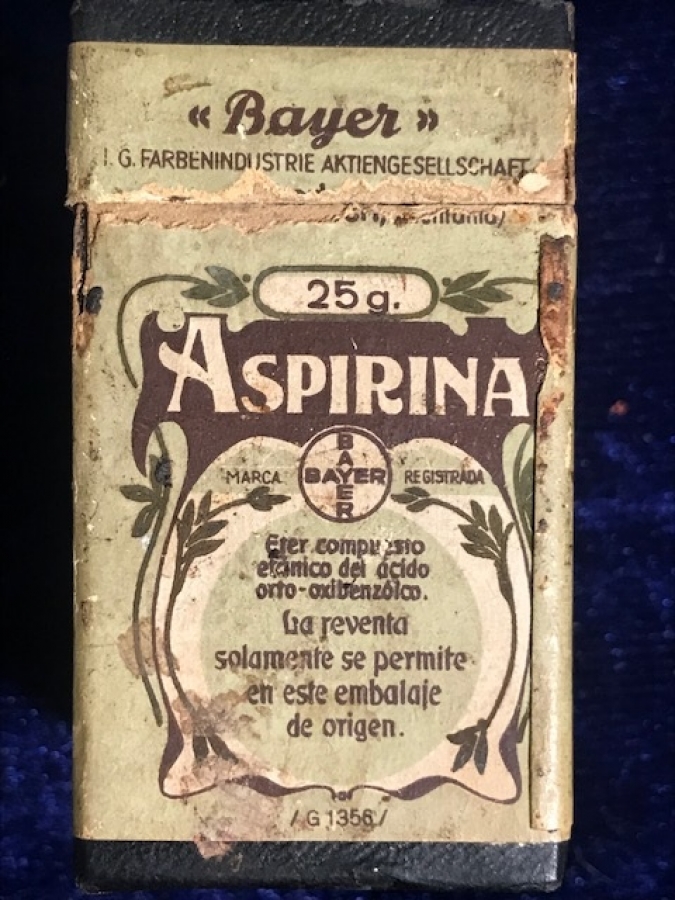 « Bayer »
I. G. FARBENINDUSTRIE AKTIENGESELLSCHAFT
25 g.
ASPIRINA
MARCA BAYER REGISTRADA
BAYER
Eter compuesto
etánico del ácido
orto-oxibenzólco.
La reventa
solamente se permite
en este embalaje
de origen.
/ G 1356 /